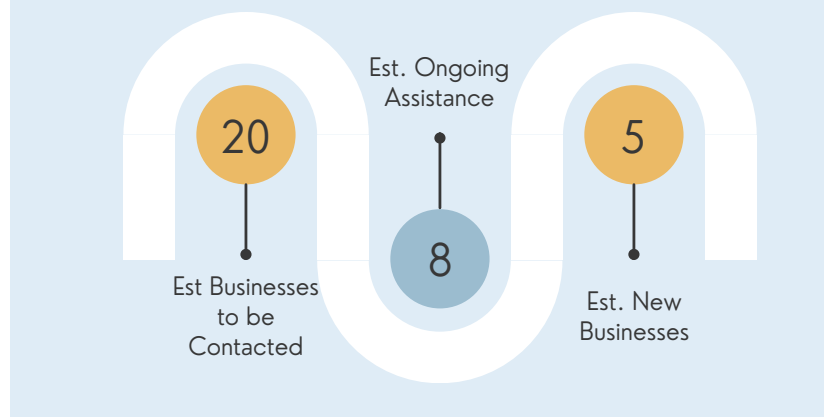 20
Est Businesses
to be
Contacted
Est. Ongoing
Assistance
8
5
Est. New
Businesses